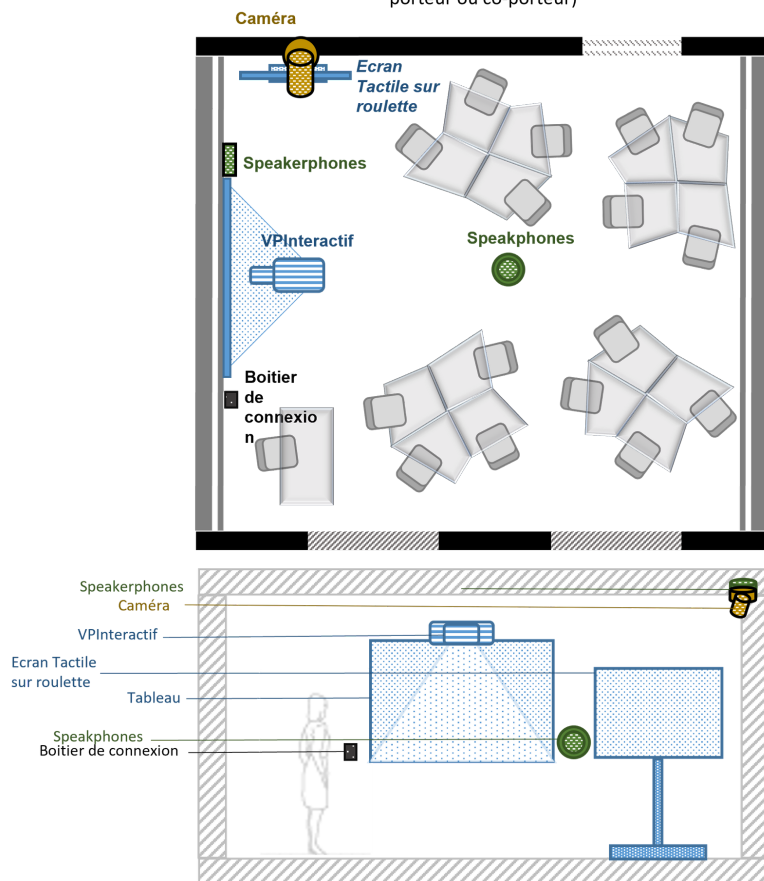 porteur ou co-porteur)
Caméra
Ecran
Tactile sur
roulette
Speakerphones
VPInteractif
Speakphones
Boitier
de
connexio
n
Speakerphones
Caméra
VPInteractif
Ecran Tactile
sur roulette
Tableau
Speakphones
Boitier de connexion